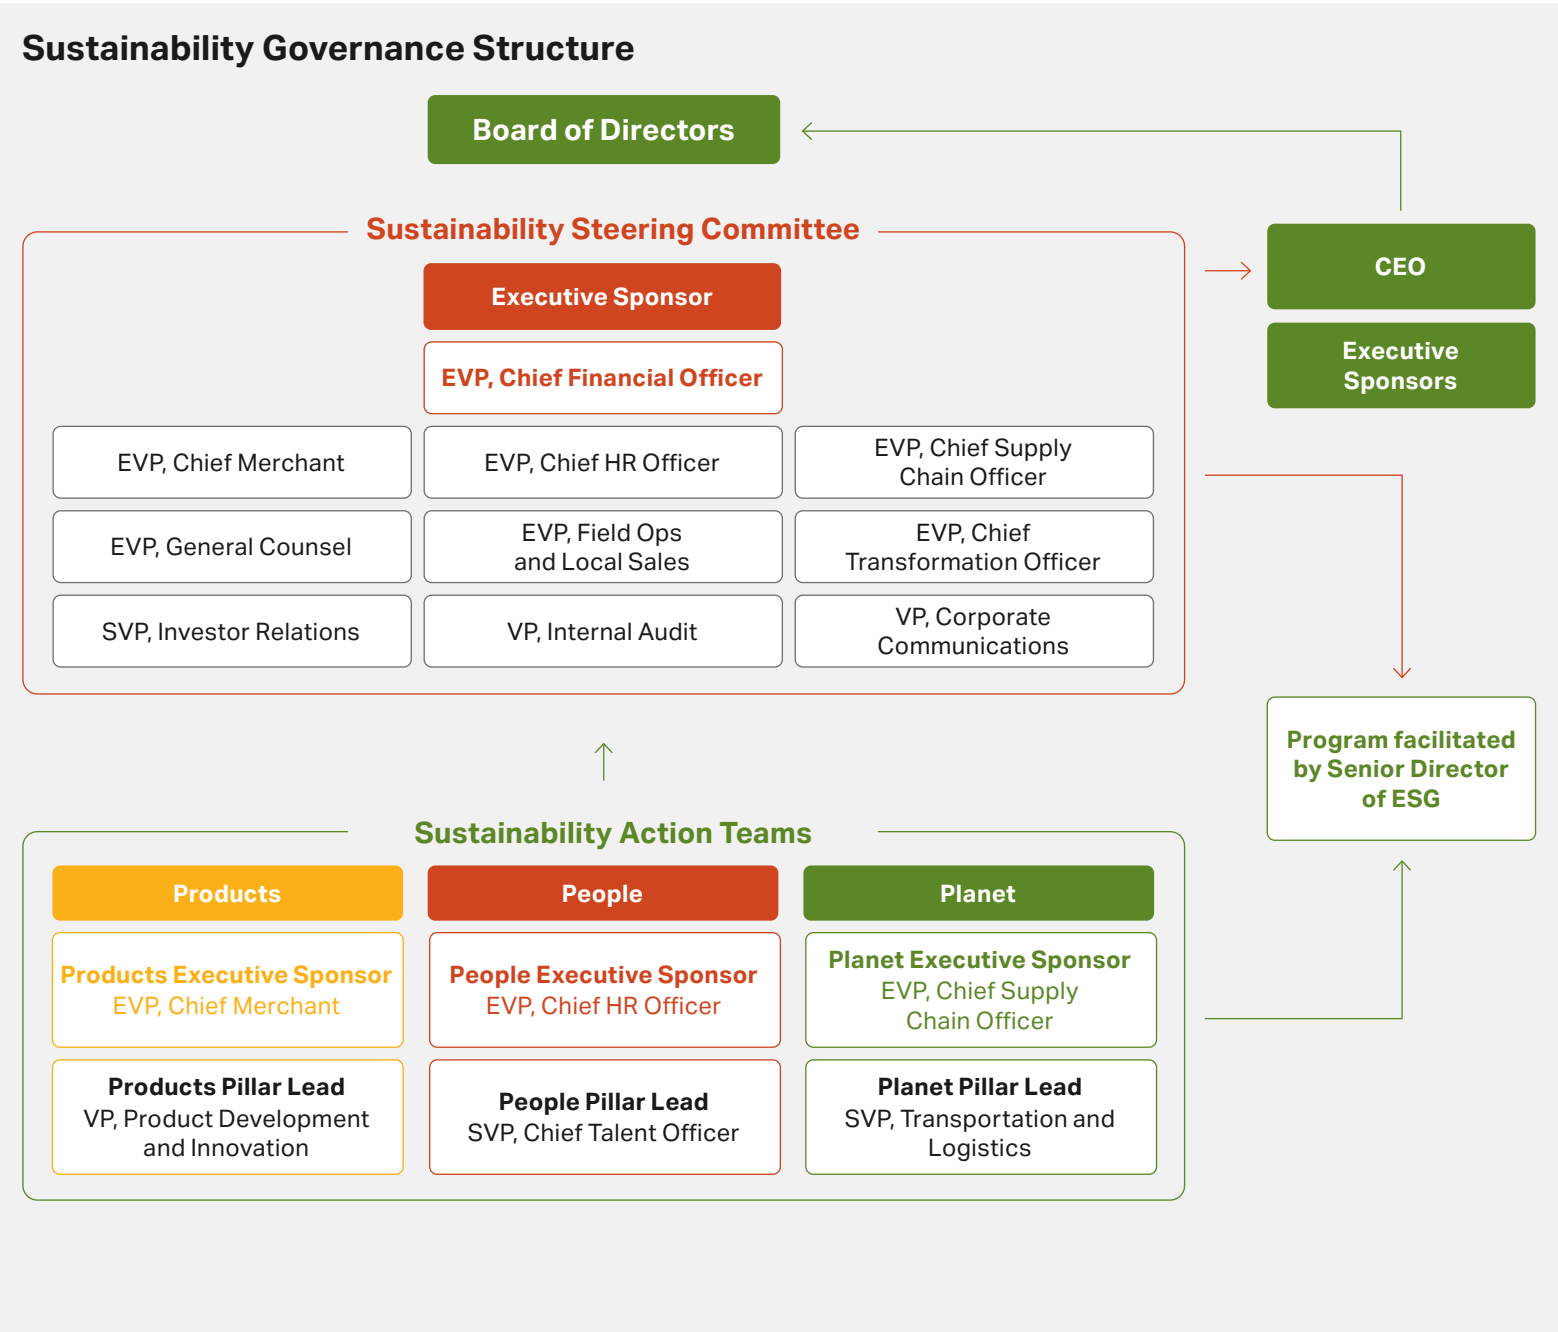 Sustainability Governance Structure
Board of Directors
Sustainability Steering Committee
Executive Sponsor
EVP, Chief Financial Officer
EVP, Chief Merchant
EVP, Chief HR Officer
EVP, Chief Supply
Chain Officer
EVP, General Counsel
EVP, Field Ops
and Local Sales
EVP, Chief
Transformation Officer
SVP, Investor Relations
VP, Internal Audit
VP, Corporate
Communications
CEO
Executive
Sponsors
Program facilitated
by Senior Director
of ESG
Sustainability Action Teams
Products
Products Executive Sponsor
EVP, Chief Merchant
Products Pillar Lead
VP, Product Development
and Innovation
People
People Executive Sponsor
EVP, Chief HR Officer
People Pillar Lead
SVP, Chief Talent Officer
Planet
Planet Executive Sponsor
EVP, Chief Supply
Chain Officer
Planet Pillar Lead
SVP, Transportation and
Logistics